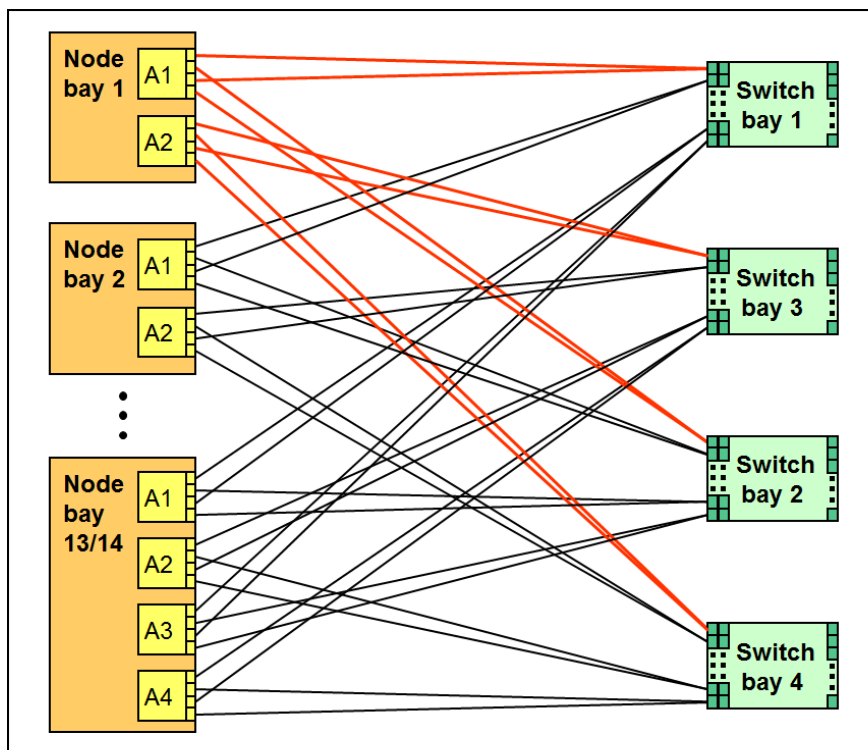 Node
bay 1
A1
A2
Node
bay 2
A1
A2
Node
bay
13/14
A1
A2
A3
A4
Switch
bay 1
Switch
bay 3
Switch
bay 2
Switch
bay 4